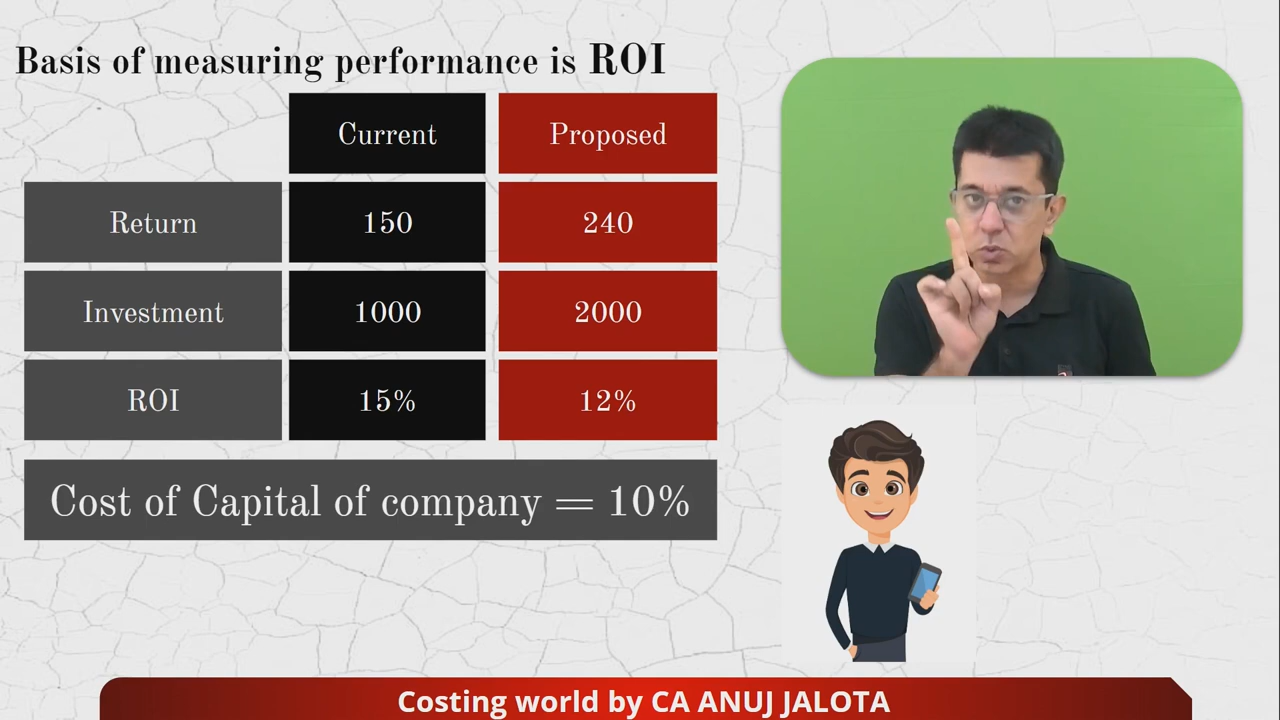 Basis of measuring performance is ROI
Current Proposed
Return 150 240
Investment 1000 2000
ROI 15% 12%
Cost of Capital of company = 10%
Costing world by CA ANUJ JALOTA